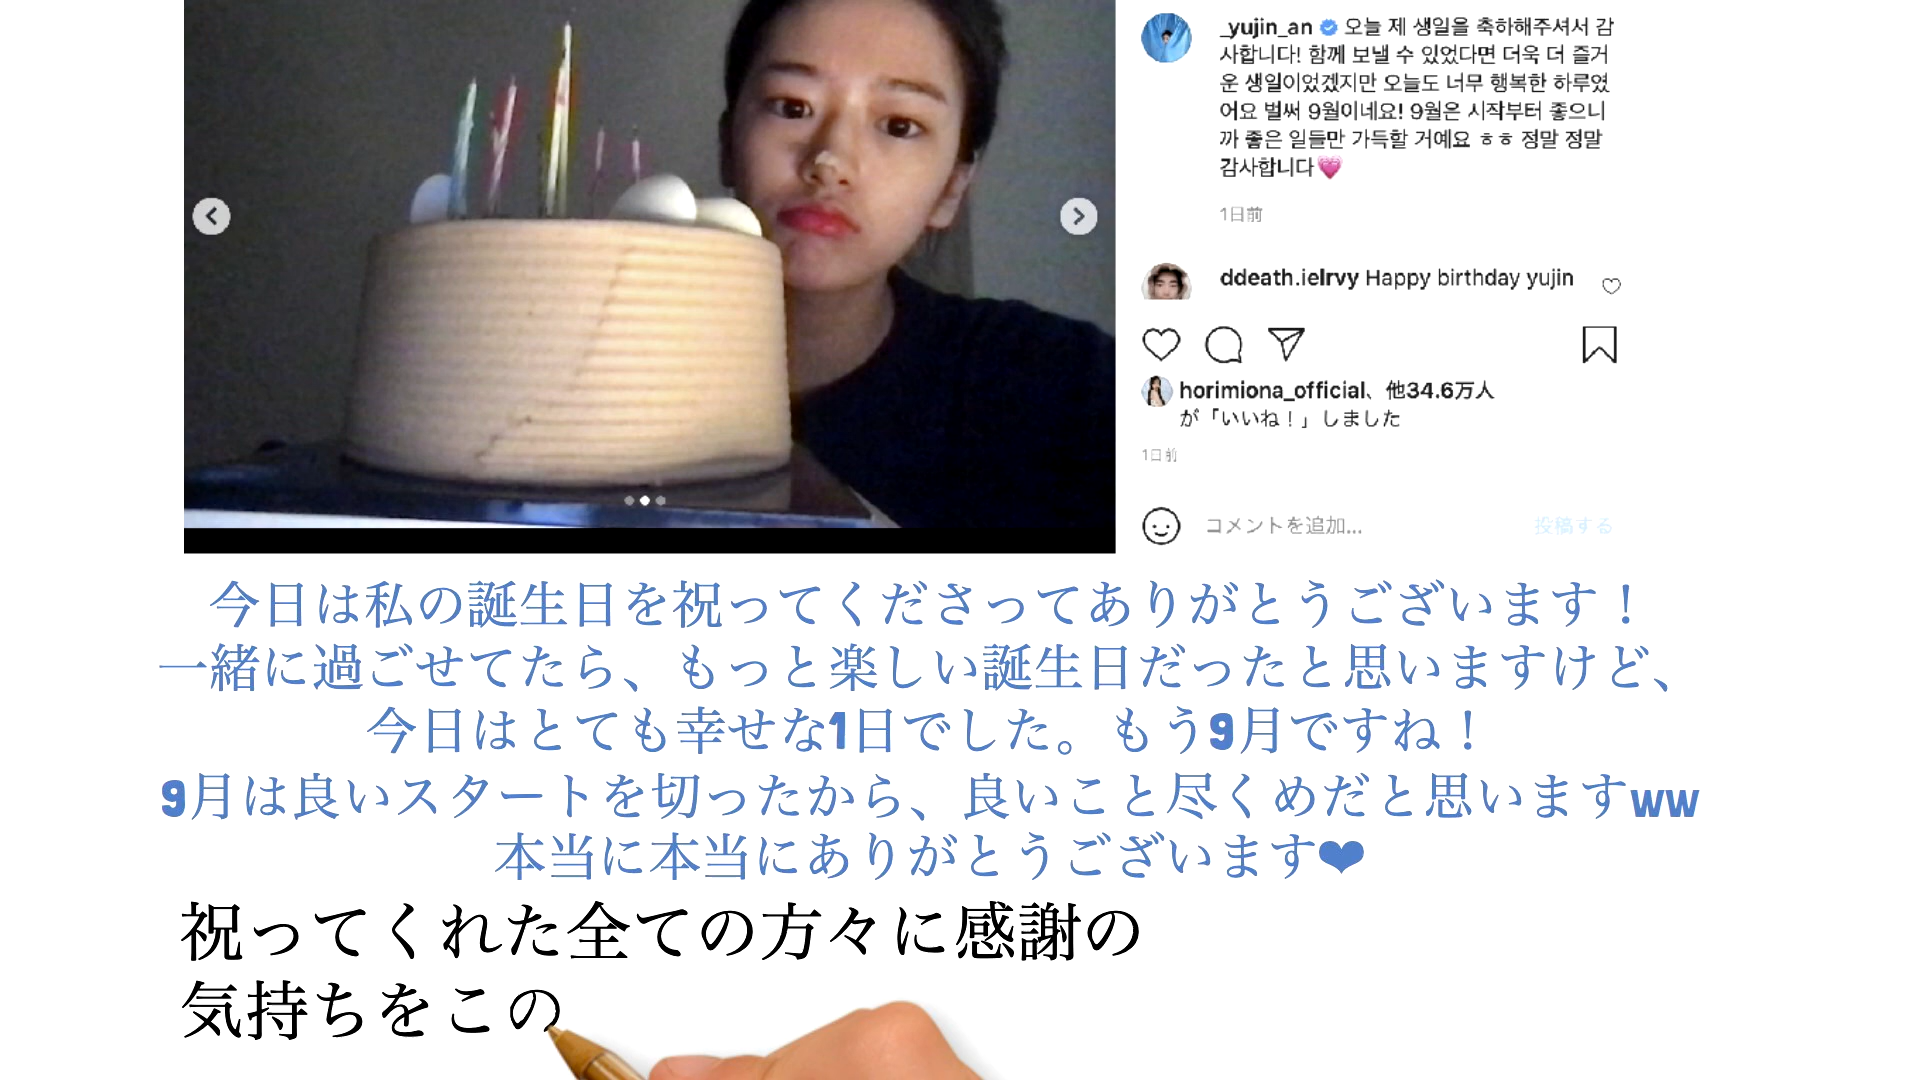 _yujin_an 오늘 제 생일을 축하해주셔서 감
사합니다! 함께 보낼 수 있었다면 더욱 더 즐거
운 생일이었겠지만 오늘도 너무 행복한 하루였
어요 벌써 9월이네요! 9월은 시작부터 좋으니
까 좋은 일들만 가득할 거예요 ㅎㅎ 정말 정말
감사합니다💗
1日前
ddeath.ielrvy Happy birthday yujin
horimiona_official、他34.6万人
が「いいね！」しました
1日前
コメントを追加...
投稿する
今日は私の誕生日を祝ってくださってありがとうございます！
一緒に過ごせてたら、もっと楽しい誕生日だったと思いますけど、
今日はとても幸せな1日でした。もう9月ですね！
9月は良いスタートを切ったから、良いこと尽くめだと思いますww
本当に本当にありがとうございます❤
祝ってくれた全ての方々に感謝の
気持ちをこの